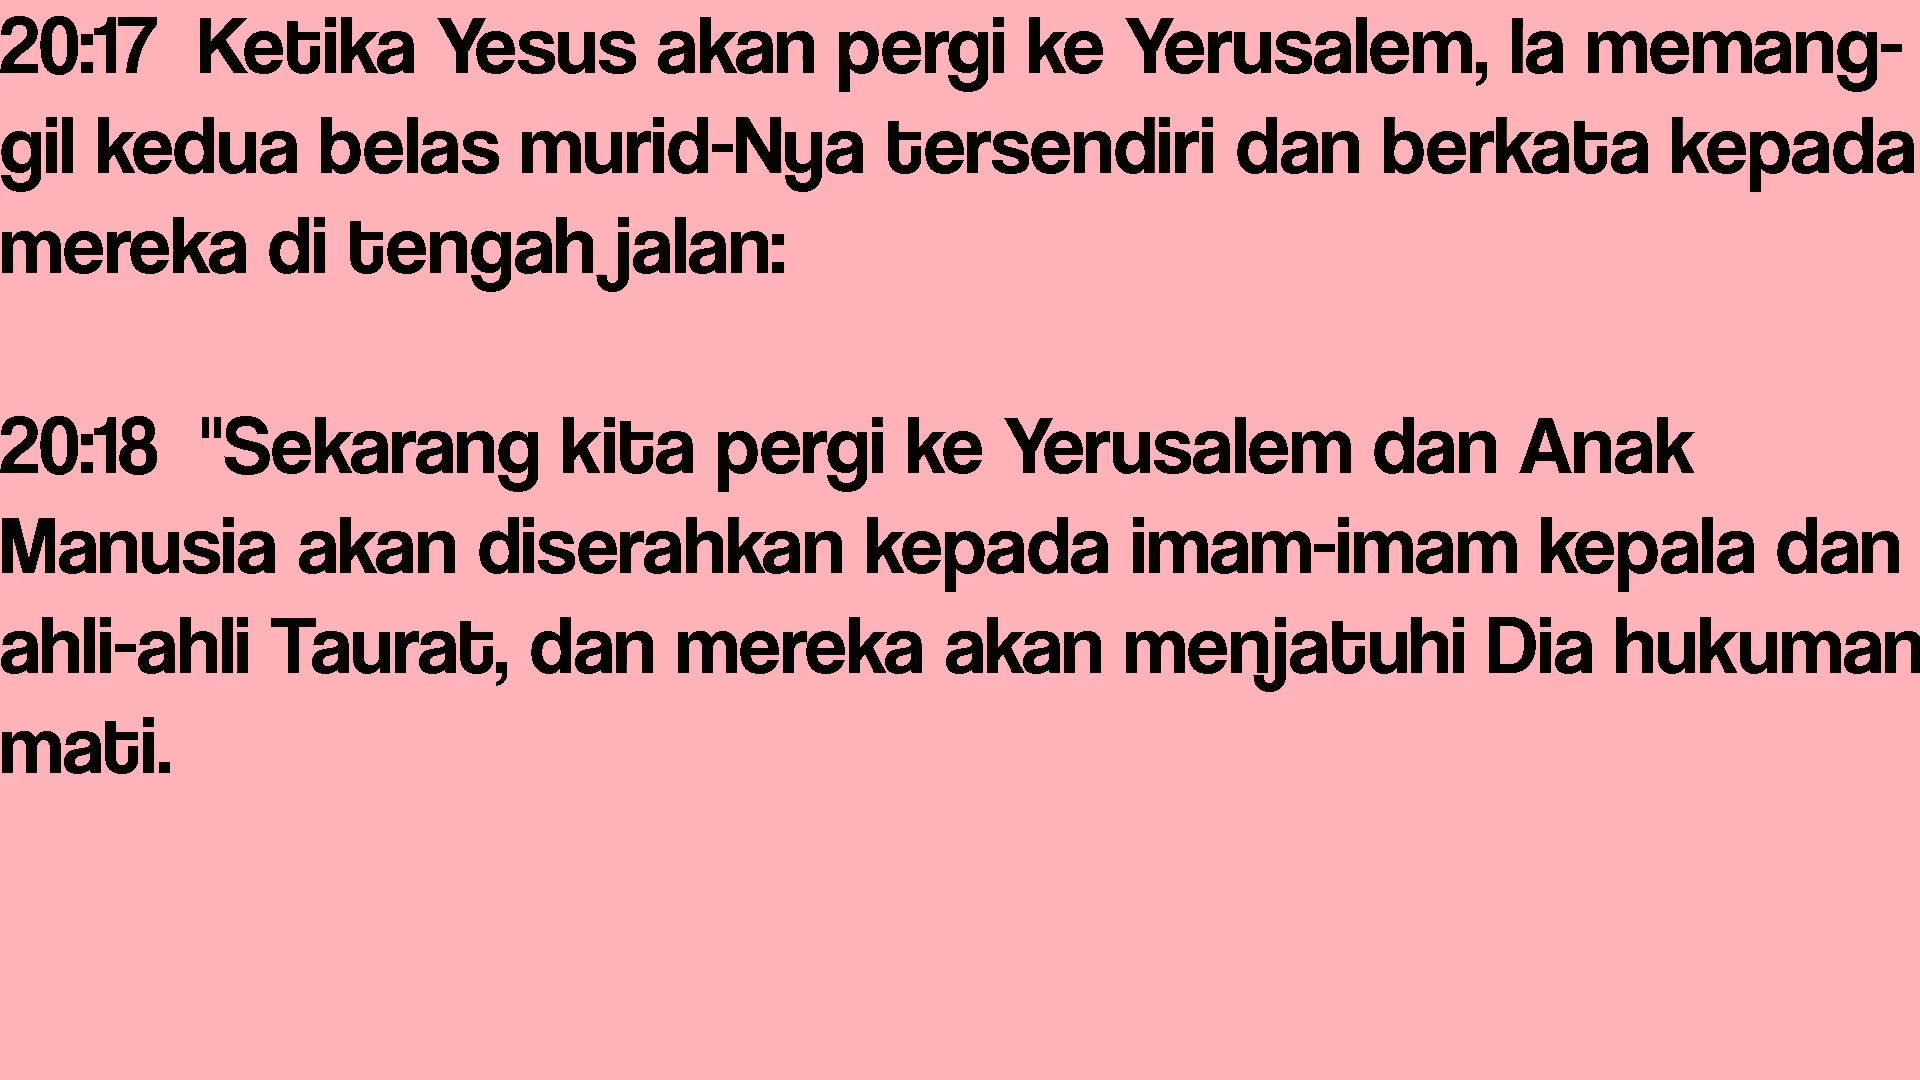 20:17 Ketika Yesus akan pergi ke Yerusalem, Ia memang-
gil kedua belas murid-Nya tersendiri dan berkata kepada
mereka di tengah jalan:
20:18 "Sekarang kita pergi ke Yerusalem dan Anak
Manusia akan diserahkan kepada imam-imam kepala dan
ahli-ahli Taurat, dan mereka akan menjatuhi Dia hukuman
mati.